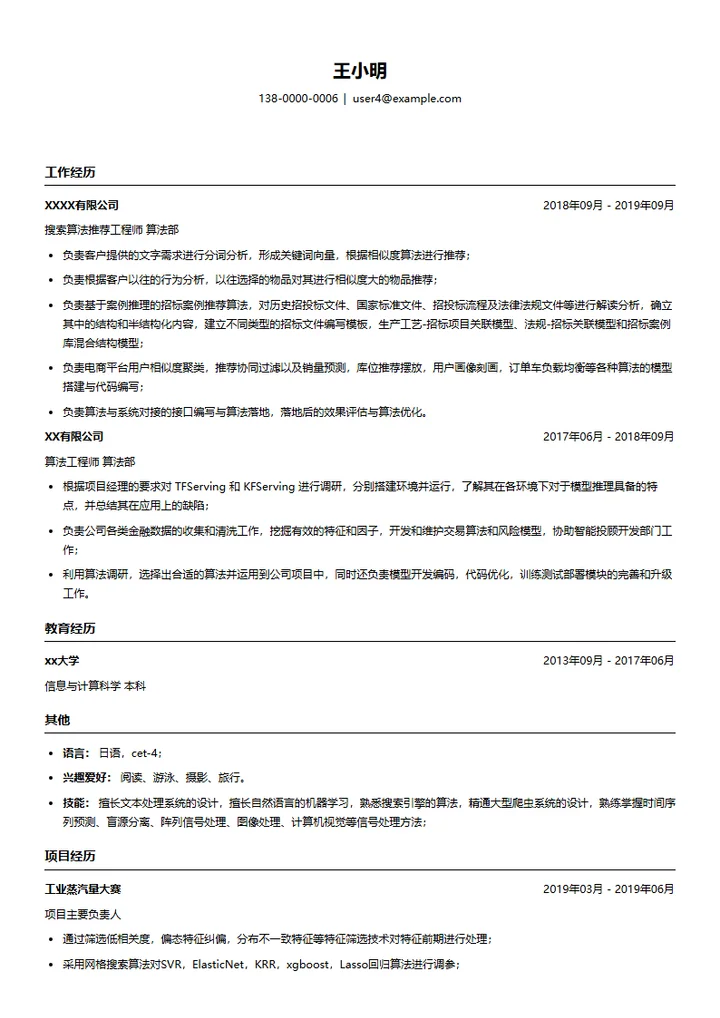 王小明
138-0000-0006 | user4@example.com
工作经历
XXXX有限公司 2018年09月 - 2019年09月
搜索算法推荐工程师 算法部
• 负责客户提供的文字需求进行分词分析，形成关键词向量，根据相似度算法进行推荐；
• 负责根据客户以往的行为分析，以往选择的物品对其进行相似度大的物品推荐；
• 负责基于案例推理的招标案例推荐算法，对历史招投标文件、国家标准文件、招投标流程及法律法规文件等进行解读分析，确立
其中的结构和半结构化内容，建立不同类型的招标文件编写模板，生产工艺-招标项目关联模型、法规-招标关联模型和招标案例
库混合结构模型；
• 负责电商平台用户相似度聚类，推荐协同过滤以及销量预测，库位推荐摆放，用户画像刻画，订单车负载均衡等各种算法的模型
搭建与代码编写；
• 负责算法与系统对接的接口编写与算法落地，落地后的效果评估与算法优化。
XX有限公司 2017年06月 - 2018年09月
算法工程师 算法部
• 根据项目经理的要求对 TFServing 和 KFServing 进行调研，分别搭建环境并运行，了解其在各环境下对于模型推理具备的特
点，并总结其在应用上的缺陷；
• 负责公司各类金融数据的收集和清洗工作，挖掘有效的特征和因子，开发和维护交易算法和风险模型，协助智能投顾开发部门工
作；
• 利用算法调研，选择出合适的算法并运用到公司项目中，同时还负责模型开发编码，代码优化，训练测试部署模块的完善和升级
工作。
教育经历
xx大学 2013年09月 - 2017年06月
信息与计算科学 本科
其他
• 语言： 日语，cet-4；
• 兴趣爱好： 阅读、游泳、摄影、旅行。
• 技能： 擅长文本处理系统的设计，擅长自然语言的机器学习，熟悉搜索引擎的算法，精通大型爬虫系统的设计，熟练掌握时间序
列预测、盲源分离、阵列信号处理、图像处理、计算机视觉等信号处理方法；
项目经历
工业蒸汽量大赛 2019年03月 - 2019年06月
项目主要负责人
• 通过筛选低相关度，偏态特征纠偏，分布不一致特征等特征筛选技术对特征前期进行处理；
• 采用网格搜索算法对SVR，ElasticNet，KRR，xgboost，Lasso回归算法进行调参；